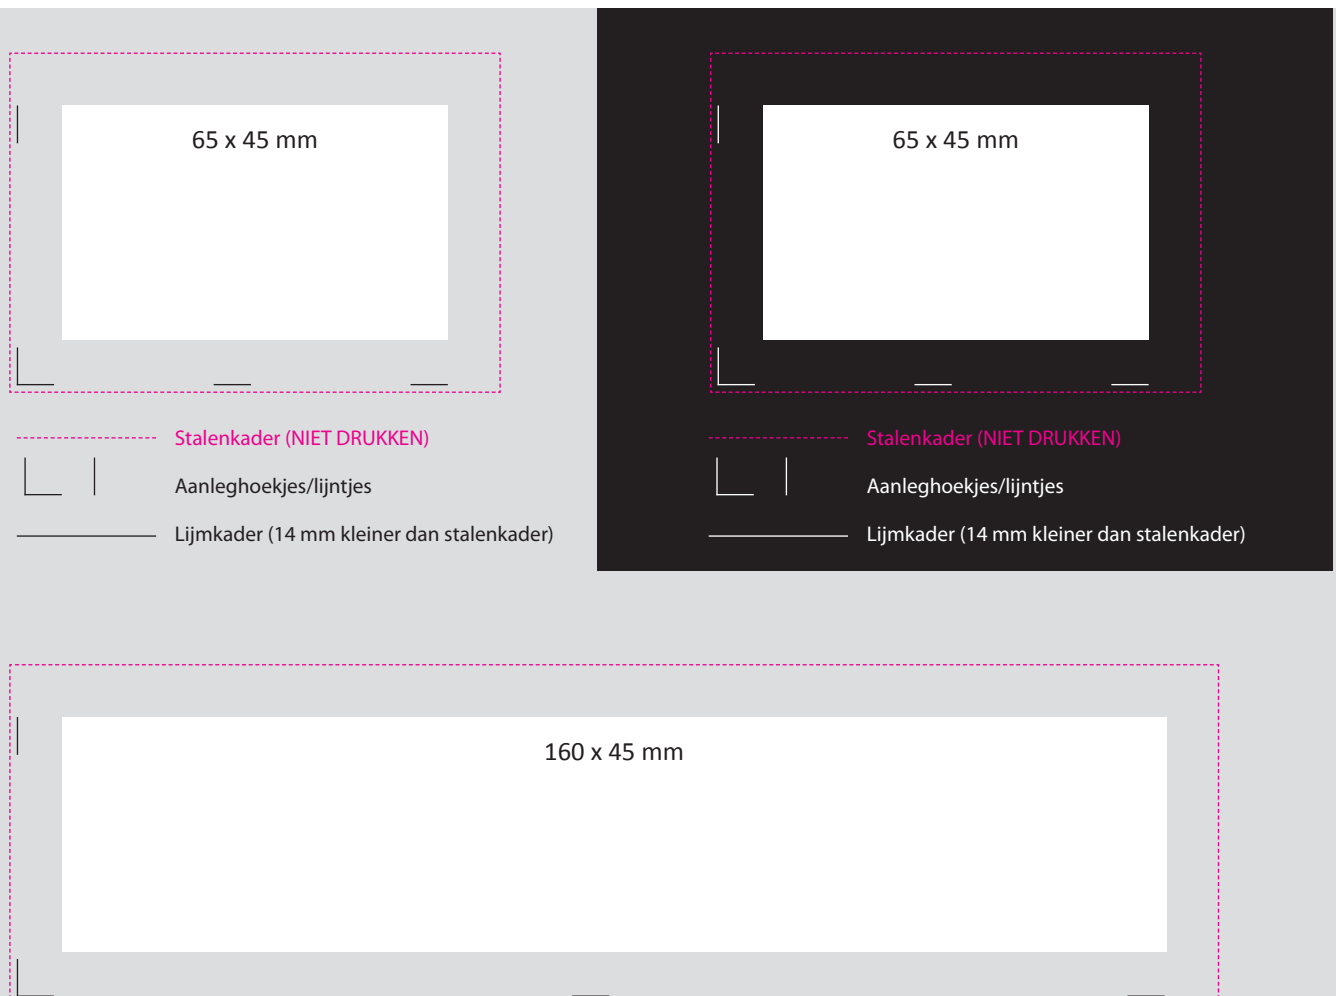 65 x 45 mm
Stalenkader (NIET DRUKKEN)
Aanleghoekjes/lijntjes
Lijmkader (14 mm kleiner dan stalenkader)
65 x 45 mm
Stalenkader (NIET DRUKKEN)
Aanleghoekjes/lijntjes
Lijmkader (14 mm kleiner dan stalenkader)
160 x 45 mm